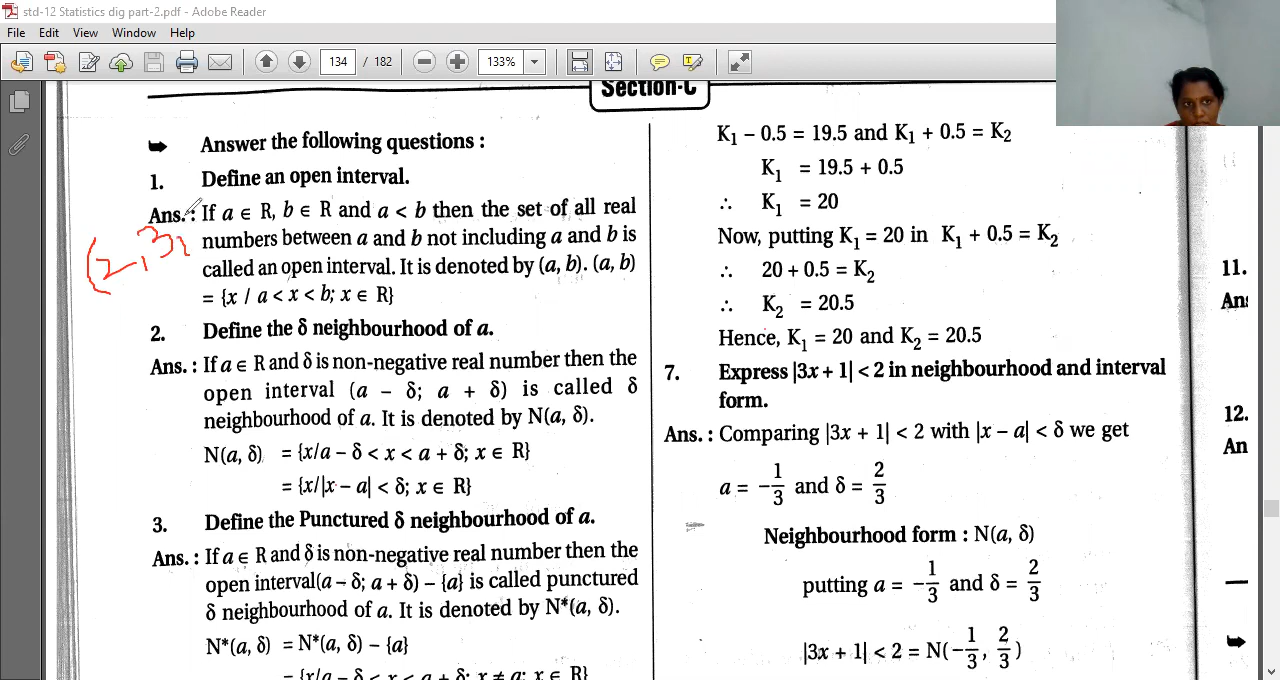 std-12 Statistics dig part-2.pdf - Adobe Reader
File Edit View Window Help
134 / 182 133%
Section-C
Answer the following questions :
1. Define an open interval.
Ans. : If a ∈ R, b ∈ R and a < b then the set of all real
numbers between a and b not including a and b is
called an open interval. It is denoted by (a, b). (a, b)
= {x / a < x < b; x ∈ R}
(2, 3,
2. Define the δ neighbourhood of a.
Ans. : If a ∈ R and δ is non-negative real number then the
open interval (a – δ; a + δ) is called δ
neighbourhood of a. It is denoted by N(a, δ).
N(a, δ) = {x/a – δ < x < a + δ; x ∈ R}
= {x/|x – a| < δ; x ∈ R}
3. Define the Punctured δ neighbourhood of a.
Ans. : If a ∈ R and δ is non-negative real number then the
open interval(a – δ; a + δ) – {a} is called punctured
δ neighbourhood of a. It is denoted by N*(a, δ).
N*(a, δ) = N*(a, δ) – {a}
= {x/a – δ < x < a + δ; x ≠ a; x ∈ R}
K₁ – 0.5 = 19.5 and K₁ + 0.5 = K₂
K₁ = 19.5 + 0.5
∴ K₁ = 20
Now, putting K₁ = 20 in K₁ + 0.5 = K₂
∴ 20 + 0.5 = K₂
∴ K₂ = 20.5
Hence, K₁ = 20 and K₂ = 20.5
7. Express |3x + 1| < 2 in neighbourhood and interval
form.
Ans. : Comparing |3x + 1| < 2 with |x – a| < δ we get
a = –1/3 and δ = 2/3
Neighbourhood form : N(a, δ)
putting a = –1/3 and δ = 2/3
|3x + 1| < 2 = N(–1/3, 2/3)
11.
Ans
12.
An